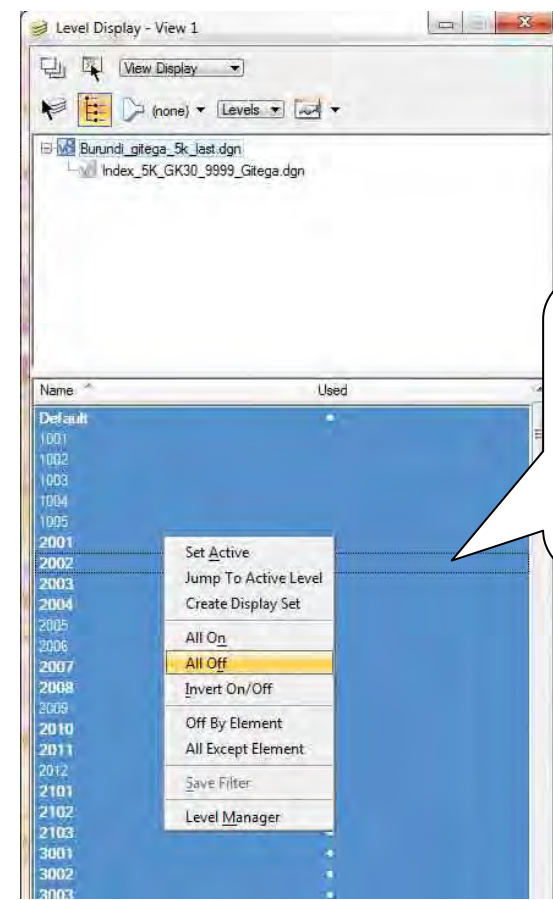 Level Display - View 1
View Display
(none) Levels
Burundi_gitega_5k_last.dgn
Index_5K_GK30_9999_Gitega.dgn
Name Used
Default
1001
1002
1003
1004
1005
2001
2002
2003
2004
2005
2006
2007
2008
2009
2010
2011
2012
2101
2102
2103
3001
3002
3003
Set Active
Jump To Active Level
Create Display Set
All On
All Off
Invert On/Off
Off By Element
All Except Element
Save Filter
Level Manager